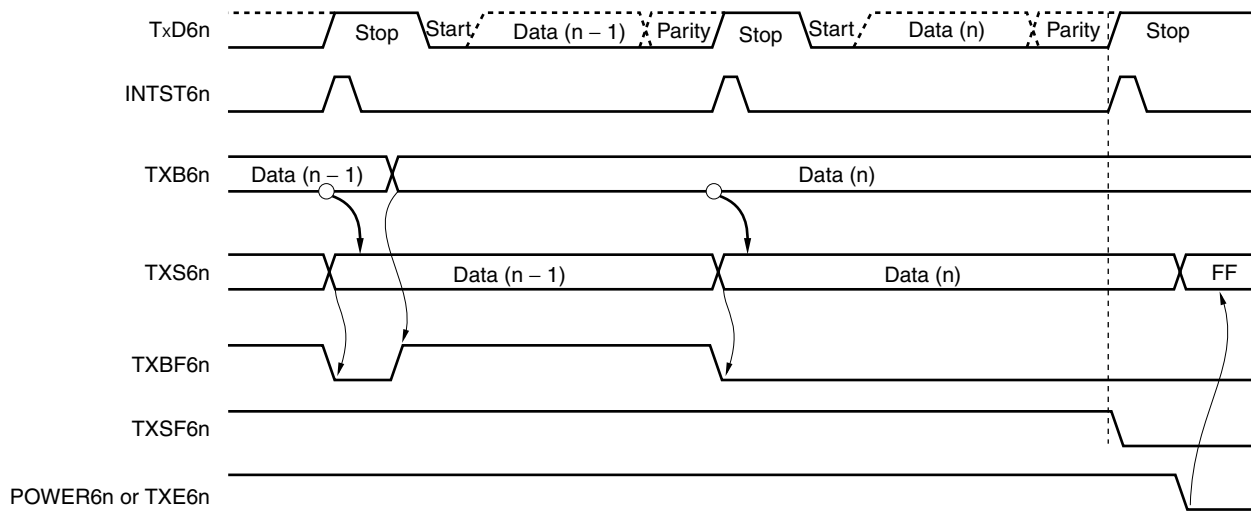 TxD6n
Stop Start Data (n – 1) Parity Stop Start Data (n) Parity Stop
INTST6n
TXB6n
Data (n – 1) Data (n)
TXS6n
Data (n – 1) Data (n) FF
TXBF6n
TXSF6n
POWER6n or TXE6n